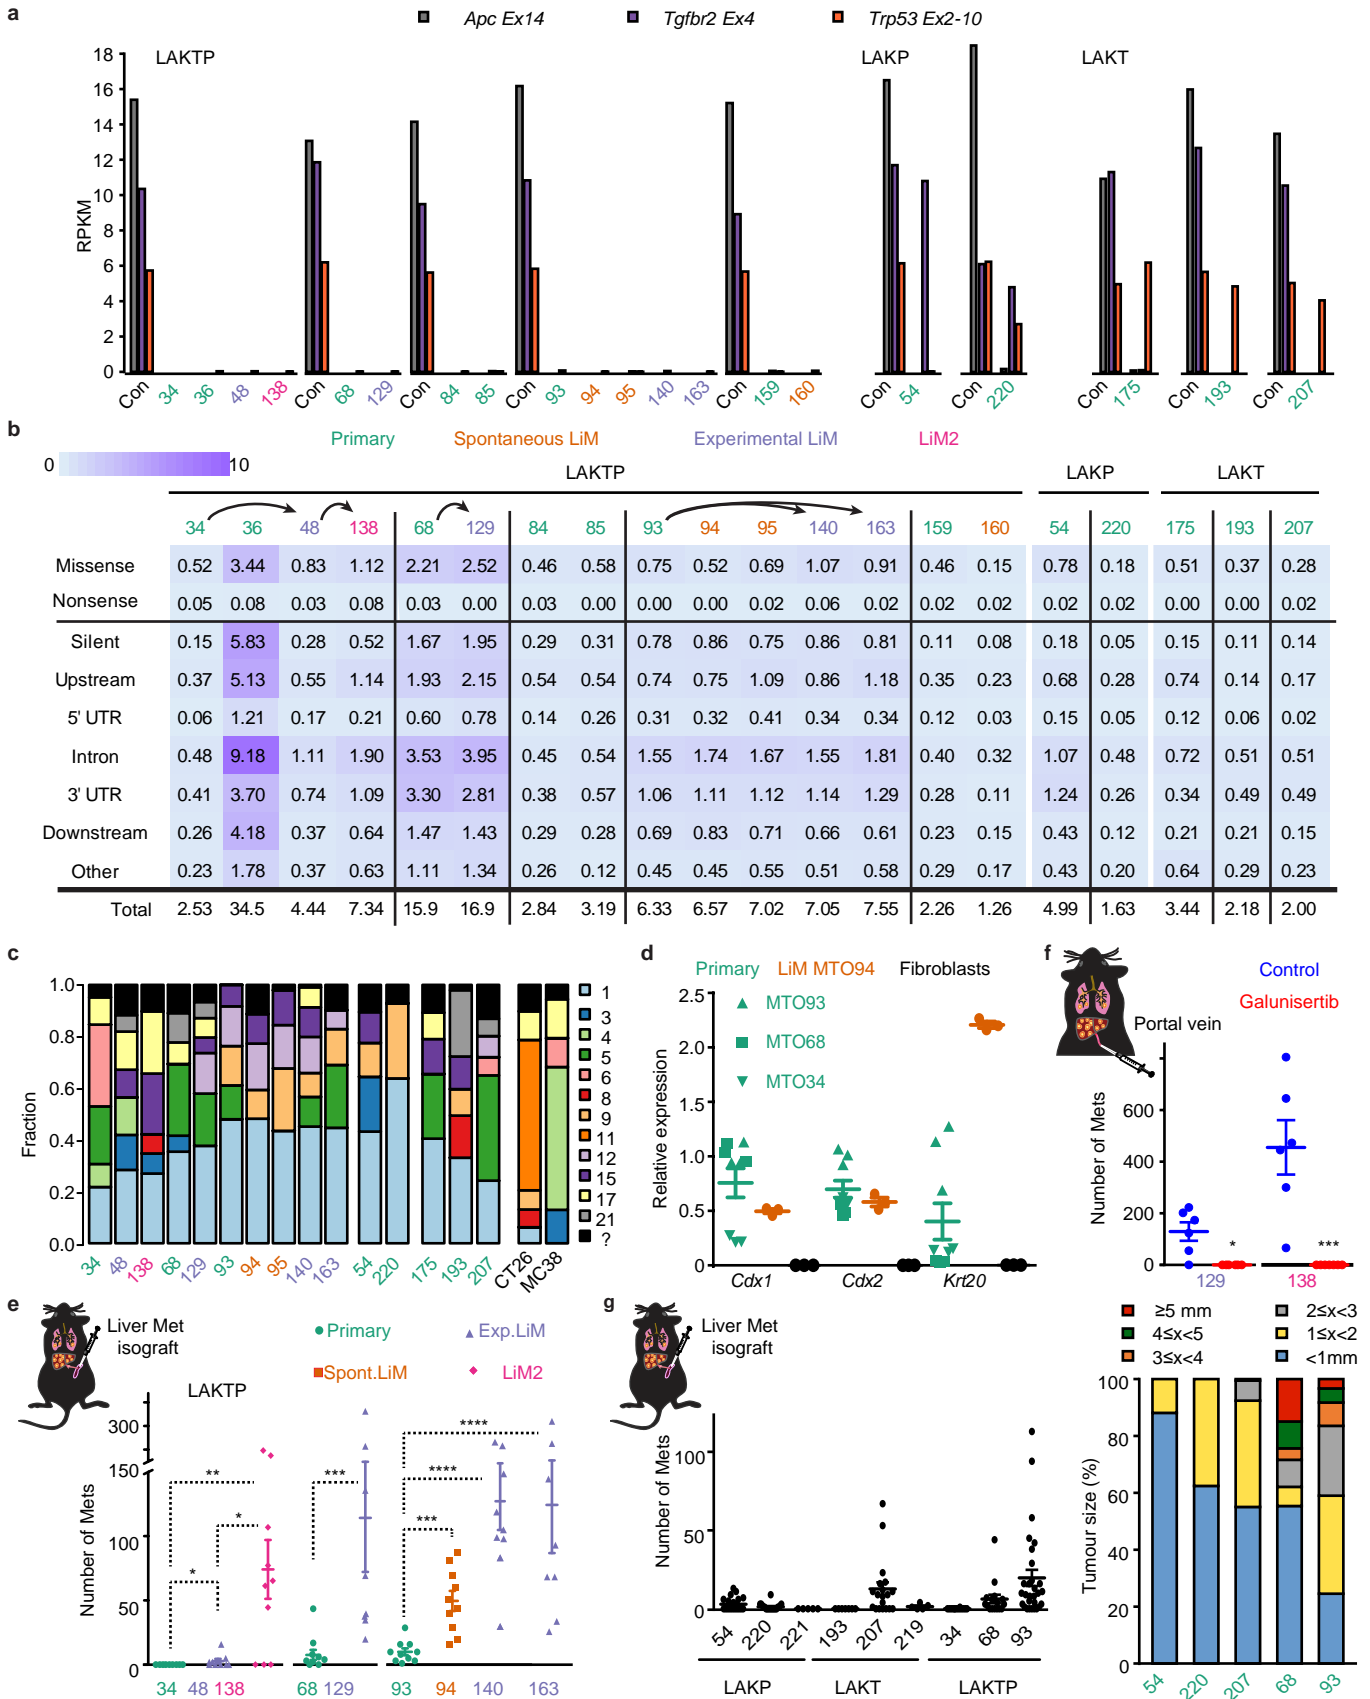 a
Apc Ex14 Tgfbr2 Ex4 Trp53 Ex2-10
LAKTP LAKP LAKT
RPKM
18
16
14
12
10
8
6
4
2
0
Con 34 36 48 138 Con 68 129 Con 84 85 Con 93 94 95 140 163 Con 159 160 Con 54 Con 220 Con 175 Con 193 Con 207
b
Primary Spontaneous LiM Experimental LiM LiM2
0 10
LAKTP LAKP LAKT
34 36 48 138 68 129 84 85 93 94 95 140 163 159 160 54 220 175 193 207
Missense 0.52 3.44 0.83 1.12 2.21 2.52 0.46 0.58 0.75 0.52 0.69 1.07 0.91 0.46 0.15 0.78 0.18 0.51 0.37 0.28
Nonsense 0.05 0.08 0.03 0.08 0.03 0.00 0.03 0.00 0.00 0.00 0.02 0.06 0.02 0.02 0.02 0.02 0.02 0.00 0.00 0.02
Silent 0.15 5.83 0.28 0.52 1.67 1.95 0.29 0.31 0.78 0.86 0.75 0.86 0.81 0.11 0.08 0.18 0.05 0.15 0.11 0.14
Upstream 0.37 5.13 0.55 1.14 1.93 2.15 0.54 0.54 0.74 0.75 1.09 0.86 1.18 0.35 0.23 0.68 0.28 0.74 0.14 0.17
5' UTR 0.06 1.21 0.17 0.21 0.60 0.78 0.14 0.26 0.31 0.32 0.41 0.34 0.34 0.12 0.03 0.15 0.05 0.12 0.06 0.02
Intron 0.48 9.18 1.11 1.90 3.53 3.95 0.45 0.54 1.55 1.74 1.67 1.55 1.81 0.40 0.32 1.07 0.48 0.72 0.51 0.51
3' UTR 0.41 3.70 0.74 1.09 3.30 2.81 0.38 0.57 1.06 1.11 1.12 1.14 1.29 0.28 0.11 1.24 0.26 0.34 0.49 0.49
Downstream 0.26 4.18 0.37 0.64 1.47 1.43 0.29 0.28 0.69 0.83 0.71 0.66 0.61 0.23 0.15 0.43 0.12 0.21 0.21 0.15
Other 0.23 1.78 0.37 0.63 1.11 1.34 0.26 0.12 0.45 0.45 0.55 0.51 0.58 0.29 0.17 0.43 0.20 0.64 0.29 0.23
Total 2.53 34.5 4.44 7.34 15.9 16.9 2.84 3.19 6.33 6.57 7.02 7.05 7.55 2.26 1.26 4.99 1.63 3.44 2.18 2.00
c
Fraction
1.0
0.8
0.6
0.4
0.2
0.0
34 48 138 68 129 93 94 95 140 163 54 220 175 193 207 CT26 MC38
1
3
4
5
6
8
9
11
12
15
17
21
?
d
Primary LiM MTO94 Fibroblasts
MTO93
MTO68
MTO34
Relative expression
2.5
2.0
1.5
1.0
0.5
0
Cdx1 Cdx2 Krt20
f
Control
Galunisertib
Portal vein
Number of Mets
600
400
200
0
* ***
129 138
e
Liver Met
isograft
Primary Exp.LiM
Spont.LiM LiM2
LAKTP
Number of Mets
300
150
100
50
0
** * * *** **** **** ***
34 48 138 68 129 93 94 140 163
g
Liver Met
isograft
Number of Mets
100
50
0
54 220 221 193 207 219 34 68 93
LAKP LAKT LAKTP
≥5 mm 2≤x<3
4≤x<5 1≤x<2
3≤x<4 <1mm
Tumour size (%)
100
80
60
40
20
0
54 220 207 68 93